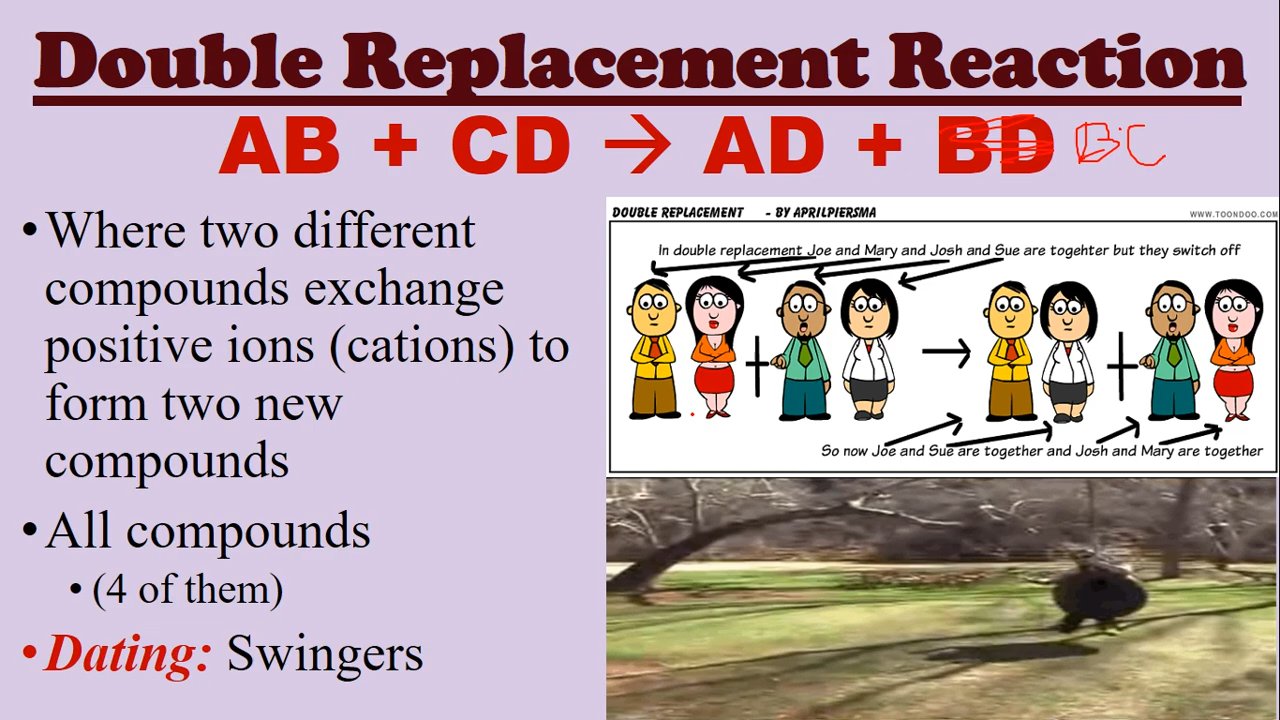 Double Replacement Reaction
AB + CD → AD + BD BC
• Where two different
compounds exchange
positive ions (cations) to
form two new
compounds
• All compounds
• (4 of them)
• Dating: Swingers
DOUBLE REPLACEMENT - BY APRILPIERSMA
WWW.TOONDOO.COM
In double replacement Joe and Mary and Josh and Sue are togehter but they switch off
+ → +
So now Joe and Sue are together and Josh and Mary are together